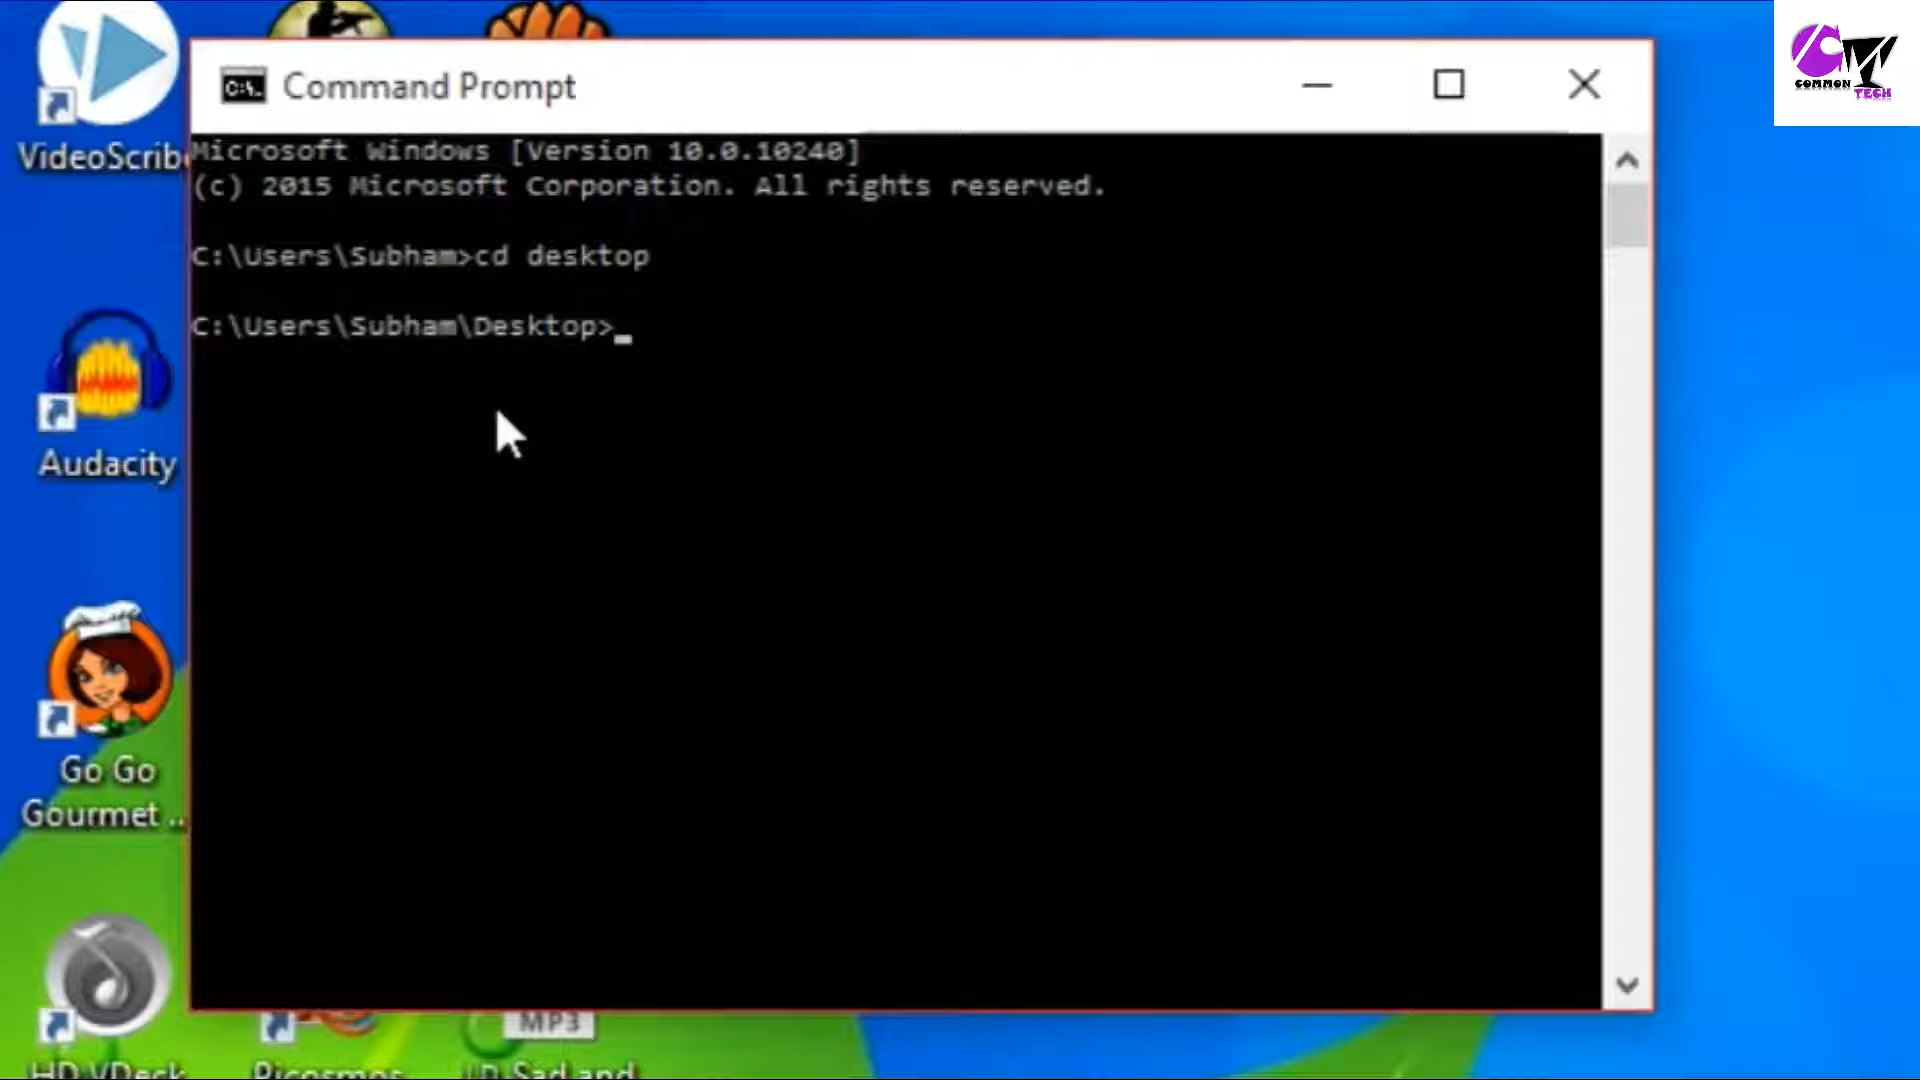 COMMON
TECH
C:\.
Command Prompt
Microsoft Windows [Version 10.0.10240]
(c) 2015 Microsoft Corporation. All rights reserved.
C:\Users\Subham>cd desktop
C:\Users\Subham\Desktop>_
VideoScribe
Audacity
Go Go
Gourmet ..
HD VDeck
Picosmos
MP3
Sad and